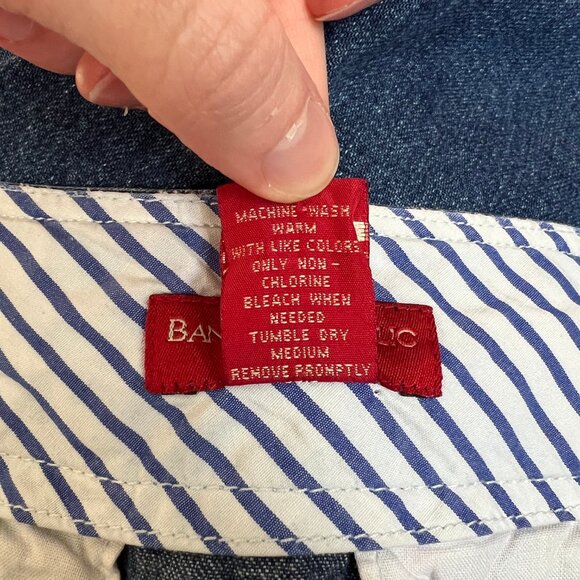 MACHINE-WASH
WARM
WITH LIKE COLORS
ONLY NON-
CHLORINE
BLEACH WHEN
NEEDED
TUMBLE DRY
MEDIUM
REMOVE PROMPTLY